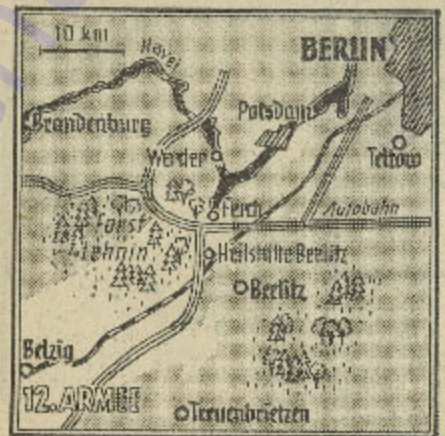 10 km
Havel
BERLIN
Brandenburg
Potsdam
Werder
Teltow
Ferch
Autobahn
Forst
Lehnin
Heilstätte Beelitz
Beelitz
Belzig
12. ARMEE
Treuenbrietzen